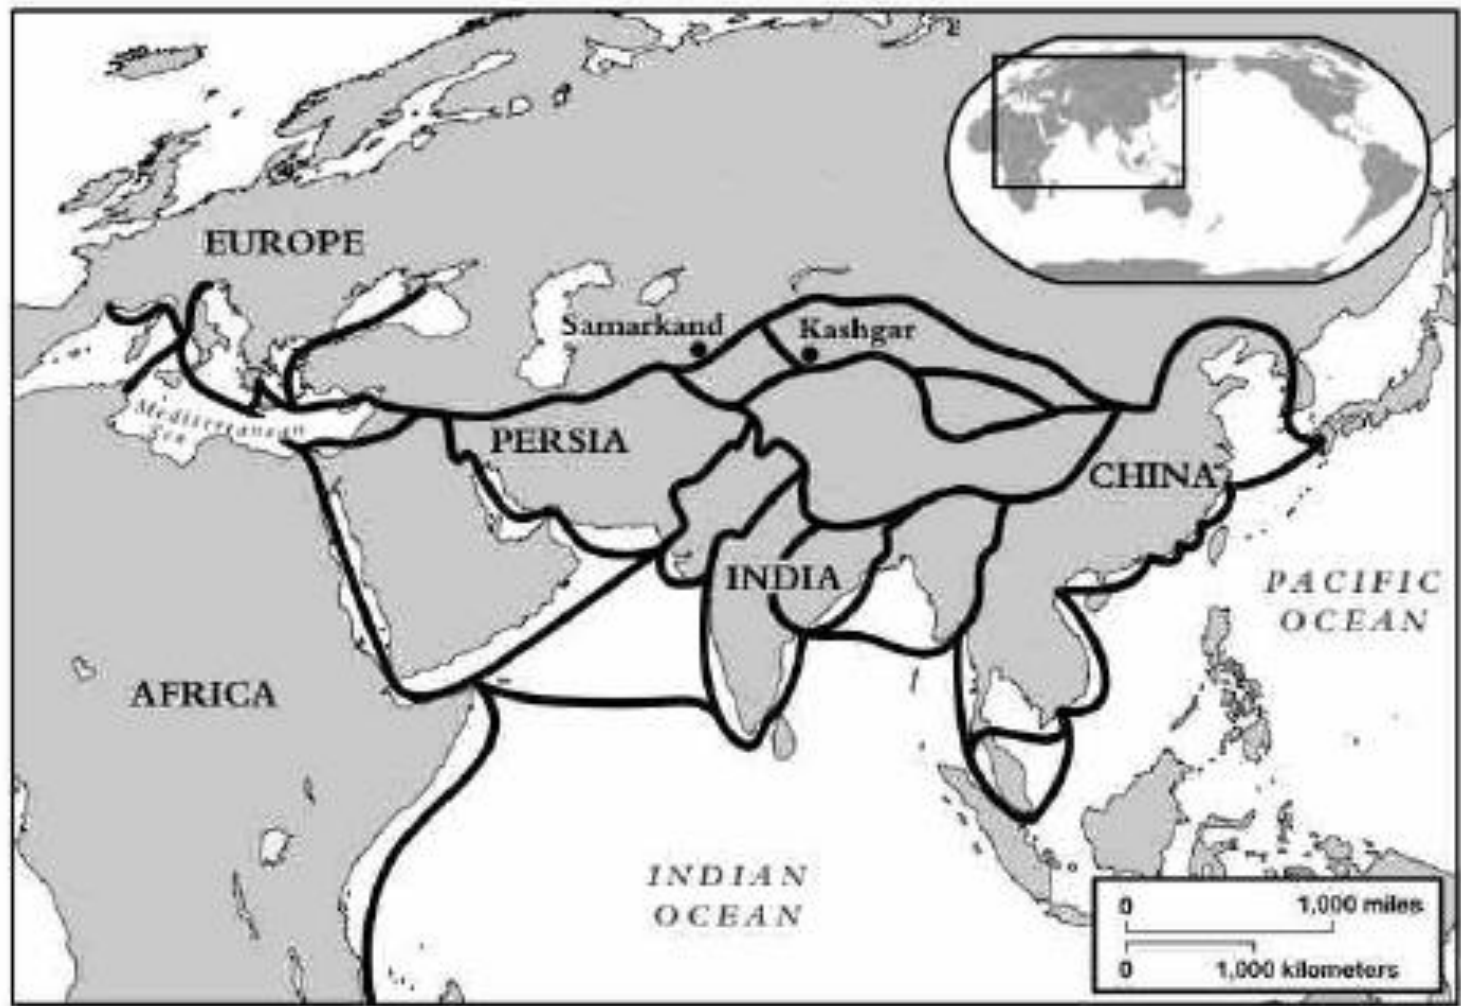 EUROPE
Samarkand
Kashgar
Mediterranean
Sea
PERSIA
CHINA
INDIA
PACIFIC
OCEAN
AFRICA
INDIAN
OCEAN
0 1,000 miles
0 1,000 kilometers